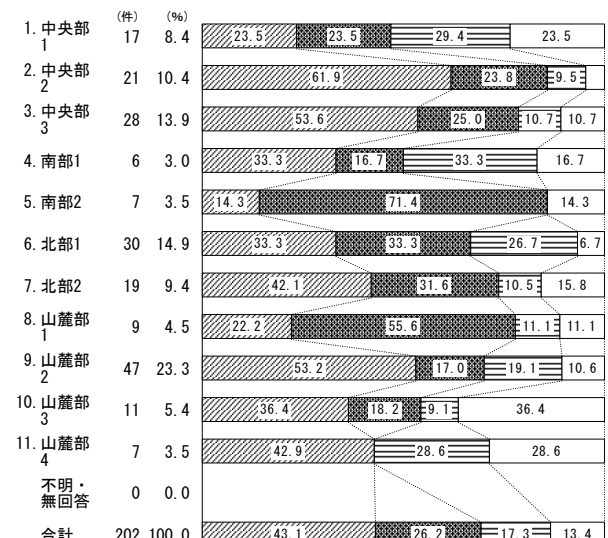 (件) (%)
1. 中央部1 17 8.4 23.5 23.5 29.4 23.5
2. 中央部2 21 10.4 61.9 23.8 9.5
3. 中央部3 28 13.9 53.6 25.0 10.7 10.7
4. 南部1 6 3.0 33.3 16.7 33.3 16.7
5. 南部2 7 3.5 14.3 71.4 14.3
6. 北部1 30 14.9 33.3 33.3 26.7 6.7
7. 北部2 19 9.4 42.1 31.6 10.5 15.8
8. 山麓部1 9 4.5 22.2 55.6 11.1 11.1
9. 山麓部2 47 23.3 53.2 17.0 19.1 10.6
10. 山麓部3 11 5.4 36.4 18.2 9.1 36.4
11. 山麓部4 7 3.5 42.9 28.6 28.6
不明・無回答 0 0.0
合計 202 100.0 43.1 26.2 17.3 13.4